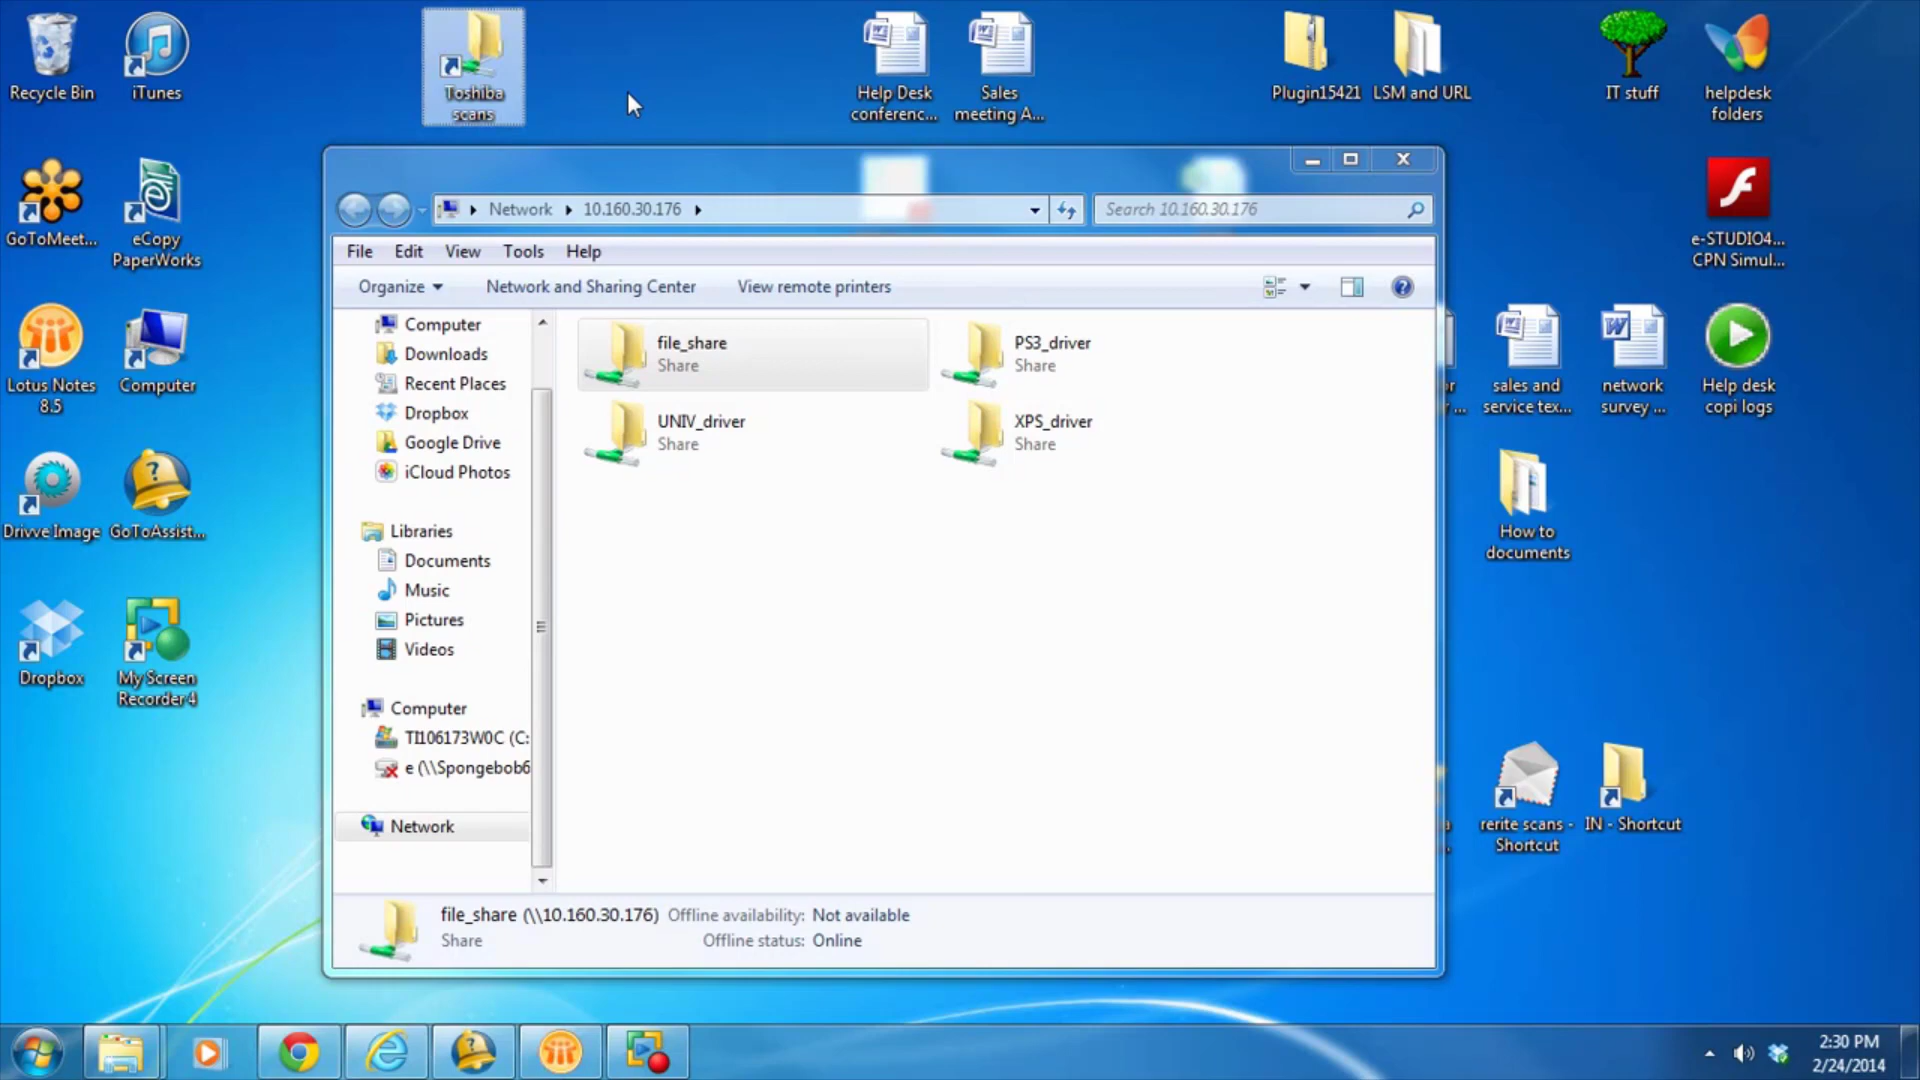 Recycle Bin
iTunes
Toshiba
scans
Help Desk
conferenc...
Sales
meeting A...
Plugin15421
LSM and URL
IT stuff
helpdesk
folders
Network
10.160.30.176
Search 10.160.30.176
File
Edit
View
Tools
Help
Organize
Network and Sharing Center
View remote printers
GoToMeet...
eCopy
PaperWorks
e-STUDIO4...
CPN Simul...
Computer
Downloads
Recent Places
Dropbox
Google Drive
iCloud Photos
Libraries
Documents
Music
Pictures
Videos
Computer
TI106173W0C (C:
e (\\Spongebob6
Network
file_share
Share
PS3_driver
Share
UNIV_driver
Share
XPS_driver
Share
Lotus Notes
8.5
Computer
sales and
service tex...
network
survey ...
Help desk
copi logs
Drivve Image
GoToAssist...
How to
documents
Dropbox
My Screen
Recorder 4
rerite scans -
Shortcut
IN - Shortcut
file_share (\\10.160.30.176) Offline availability: Not available
Share
Offline status: Online
2:30 PM
2/24/2014